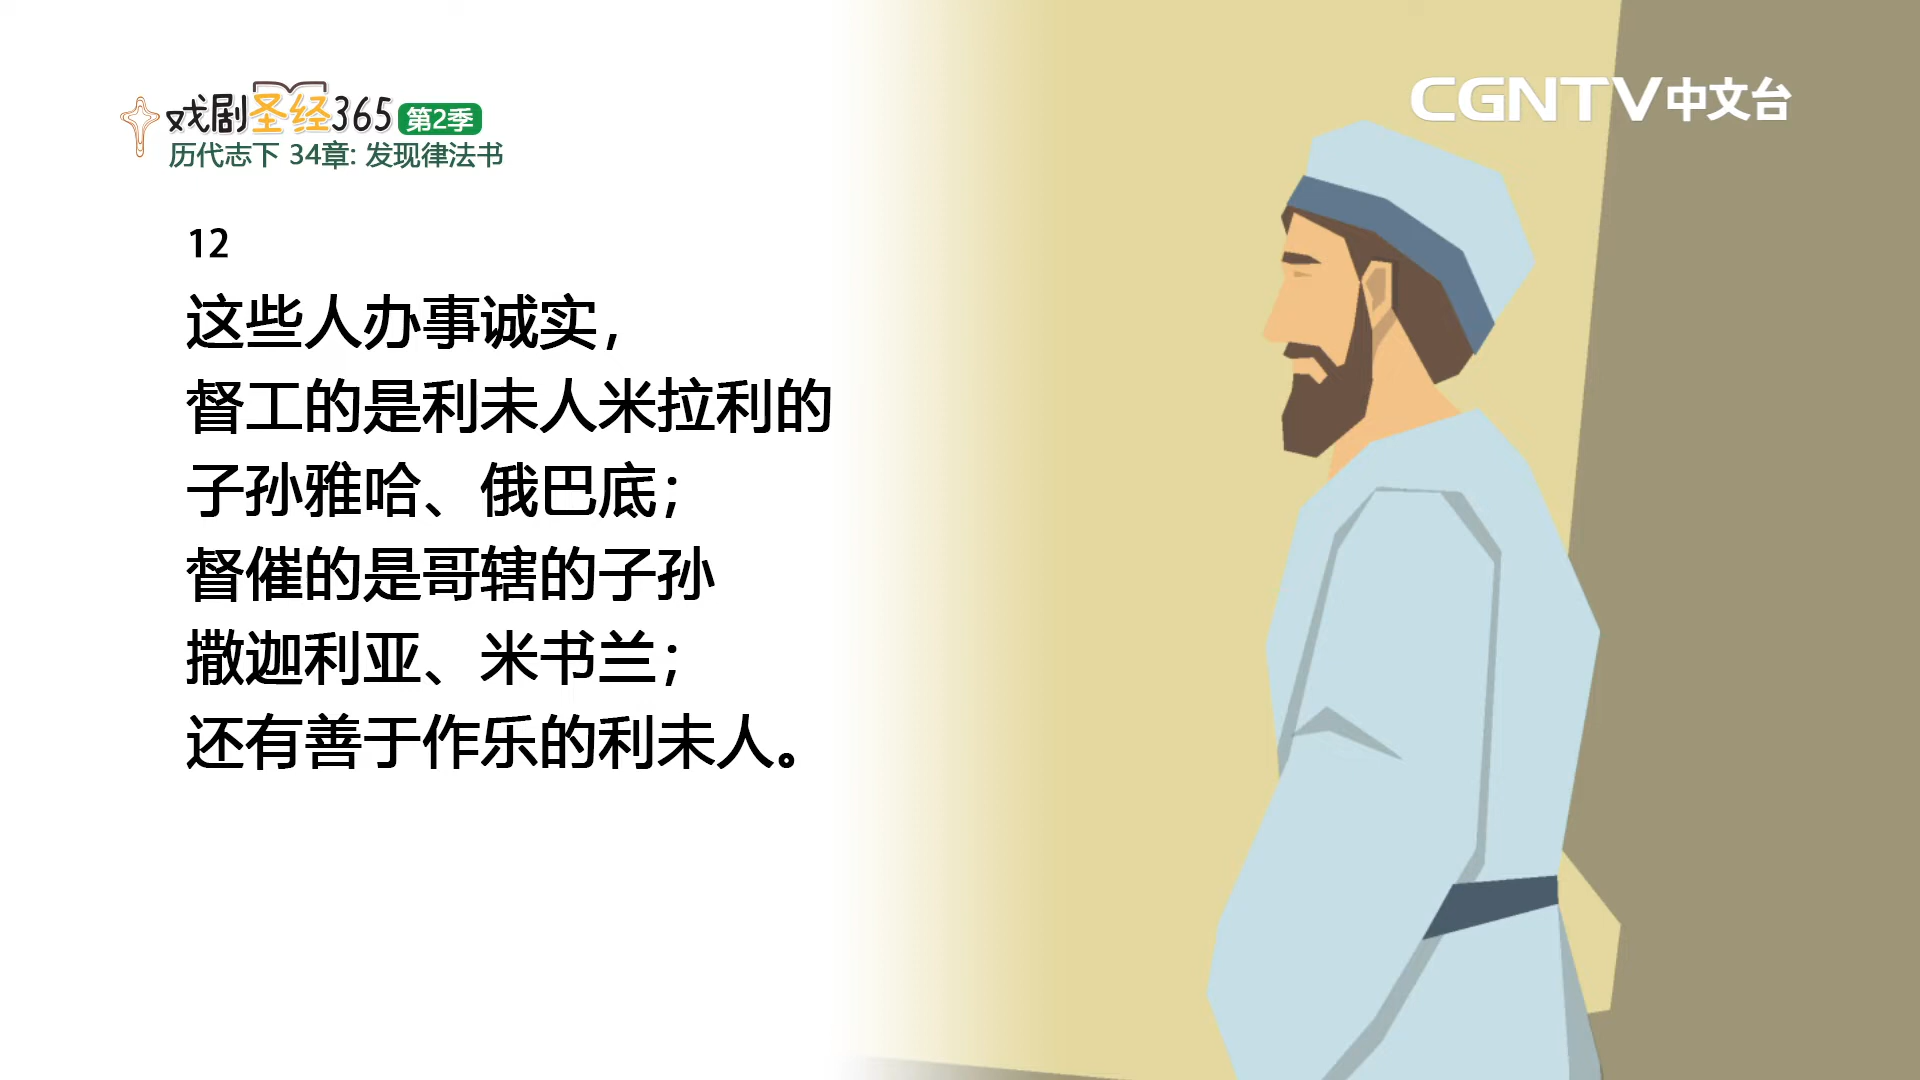 戏剧圣经365 第2季
历代志下 34章: 发现律法书
CGNTV中文台
12
这些人办事诚实，
督工的是利未人米拉利的
子孙雅哈、俄巴底；
督催的是哥辖的子孙
撒迦利亚、米书兰；
还有善于作乐的利未人。